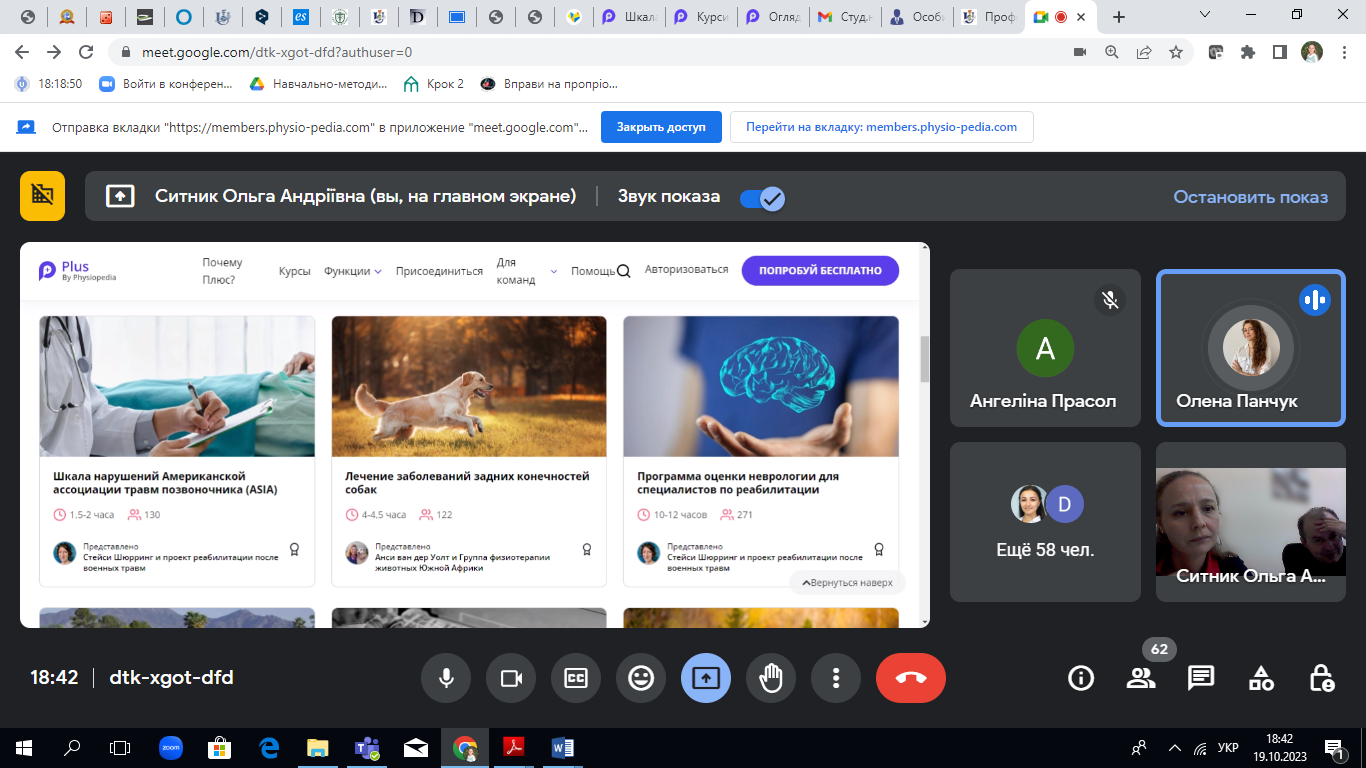 Шкал
Курси
Огляд
Студ.н
Особи
Проф
meet.google.com/dtk-xgot-dfd?authuser=0
18:18:50
Войти в конферен...
Навчально-методи...
Крок 2
Вправи на пропріо...
Отправка вкладки "https://members.physio-pedia.com" в приложение "meet.google.com"...
Закрыть доступ
Перейти на вкладку: members.physio-pedia.com
Ситник Ольга Андріївна (вы, на главном экране)
Звук показа
Остановить показ
Plus
By Physiopedia
Почему
Плюс?
Курсы
Функции
Присоединиться
Для
команд
Помощь
Авторизоваться
ПОПРОБУЙ БЕСПЛАТНО
Шкала нарушений Американской
ассоциации травм позвоночника (ASIA)
1.5-2 часа
130
Представлено
Стейси Шюрринг и проект реабилитации после
военных травм
Лечение заболеваний задних конечностей
собак
4-4.5 часа
122
Представлено
Анси ван дер Уолт и Группа физиотерапии
животных Южной Африки
Программа оценки неврологии для
специалистов по реабилитации
10-12 часов
271
Представлено
Стейси Шюрринг и проект реабилитации после
военных травм
Вернуться наверх
А
Ангеліна Прасол
Олена Панчук
D
Ещё 58 чел.
Ситник Ольга А...
18:42
dtk-xgot-dfd
CC
62
zoom
УКР
18:42
19.10.2023
1